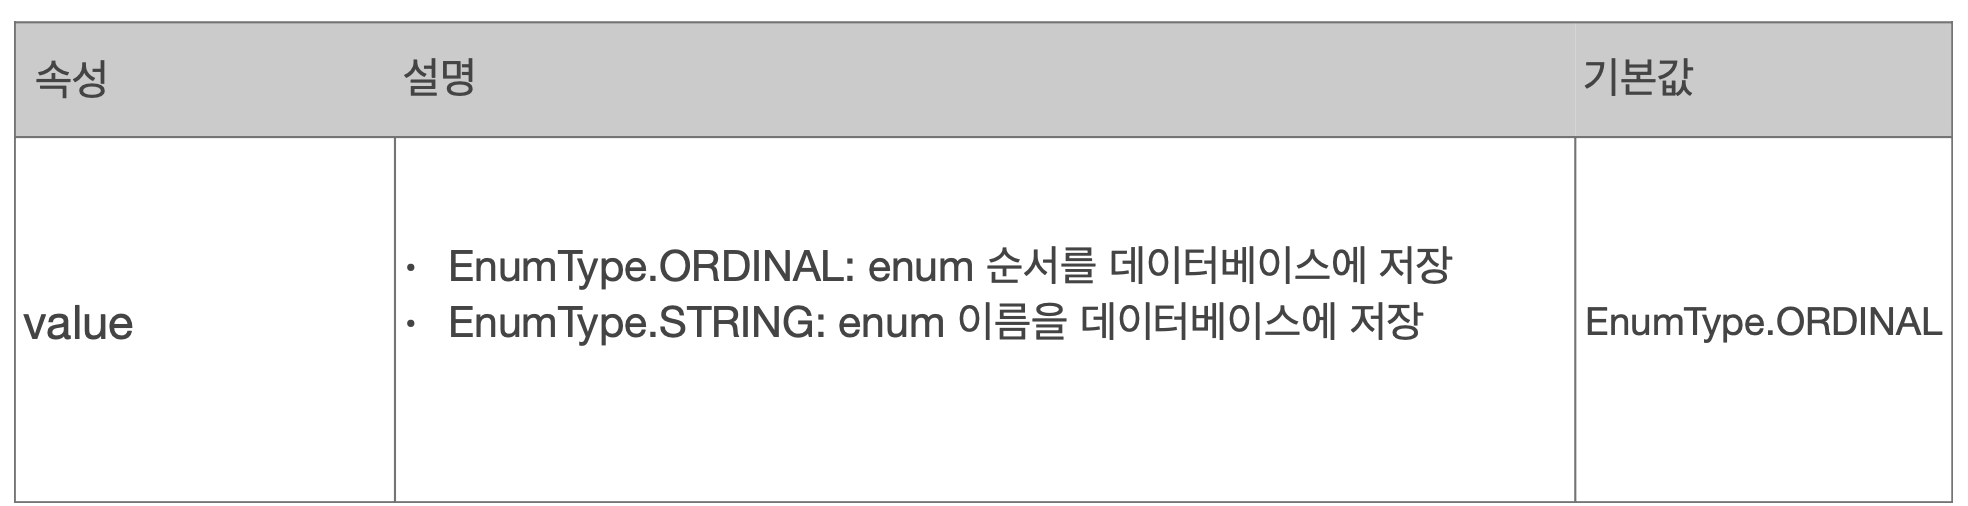 속성 설명 기본값
• EnumType.ORDINAL: enum 순서를 데이터베이스에 저장
value • EnumType.STRING: enum 이름을 데이터베이스에 저장 EnumType.ORDINAL